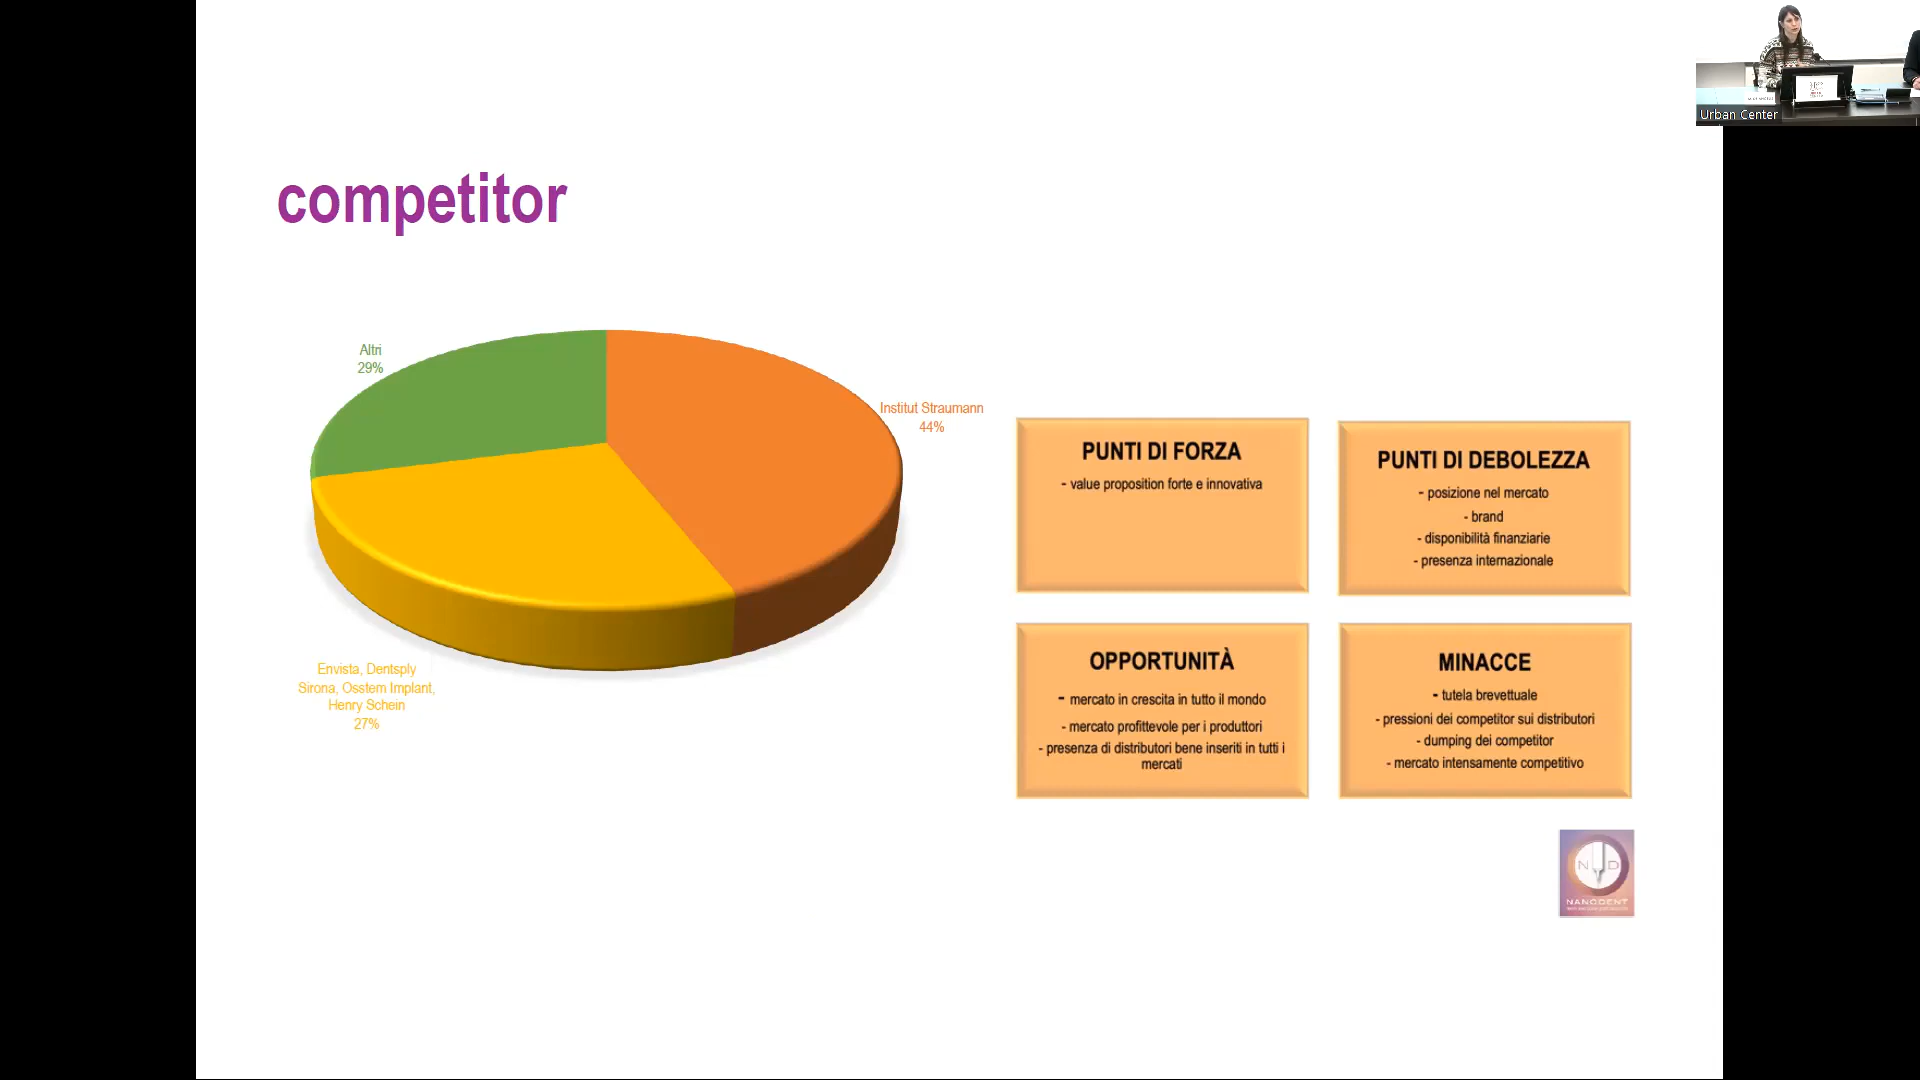 Urban Center
competitor
Altri
29%
Institut Straumann
44%
Envista, Dentsply
Sirona, Osstem Implant,
Henry Schein
27%
PUNTI DI FORZA
- value proposition forte e innovativa
PUNTI DI DEBOLEZZA
- posizione nel mercato
- brand
- disponibilità finanziarie
- presenza internazionale
OPPORTUNITÀ
- mercato in crescita in tutto il mondo
- mercato profittevole per i produttori
- presenza di distributori bene inseriti in tutti i
mercati
MINACCE
- tutela brevettuale
- pressioni dei competitor sui distributori
- dumping dei competitor
- mercato intensamente competitivo
N D
NANODENT